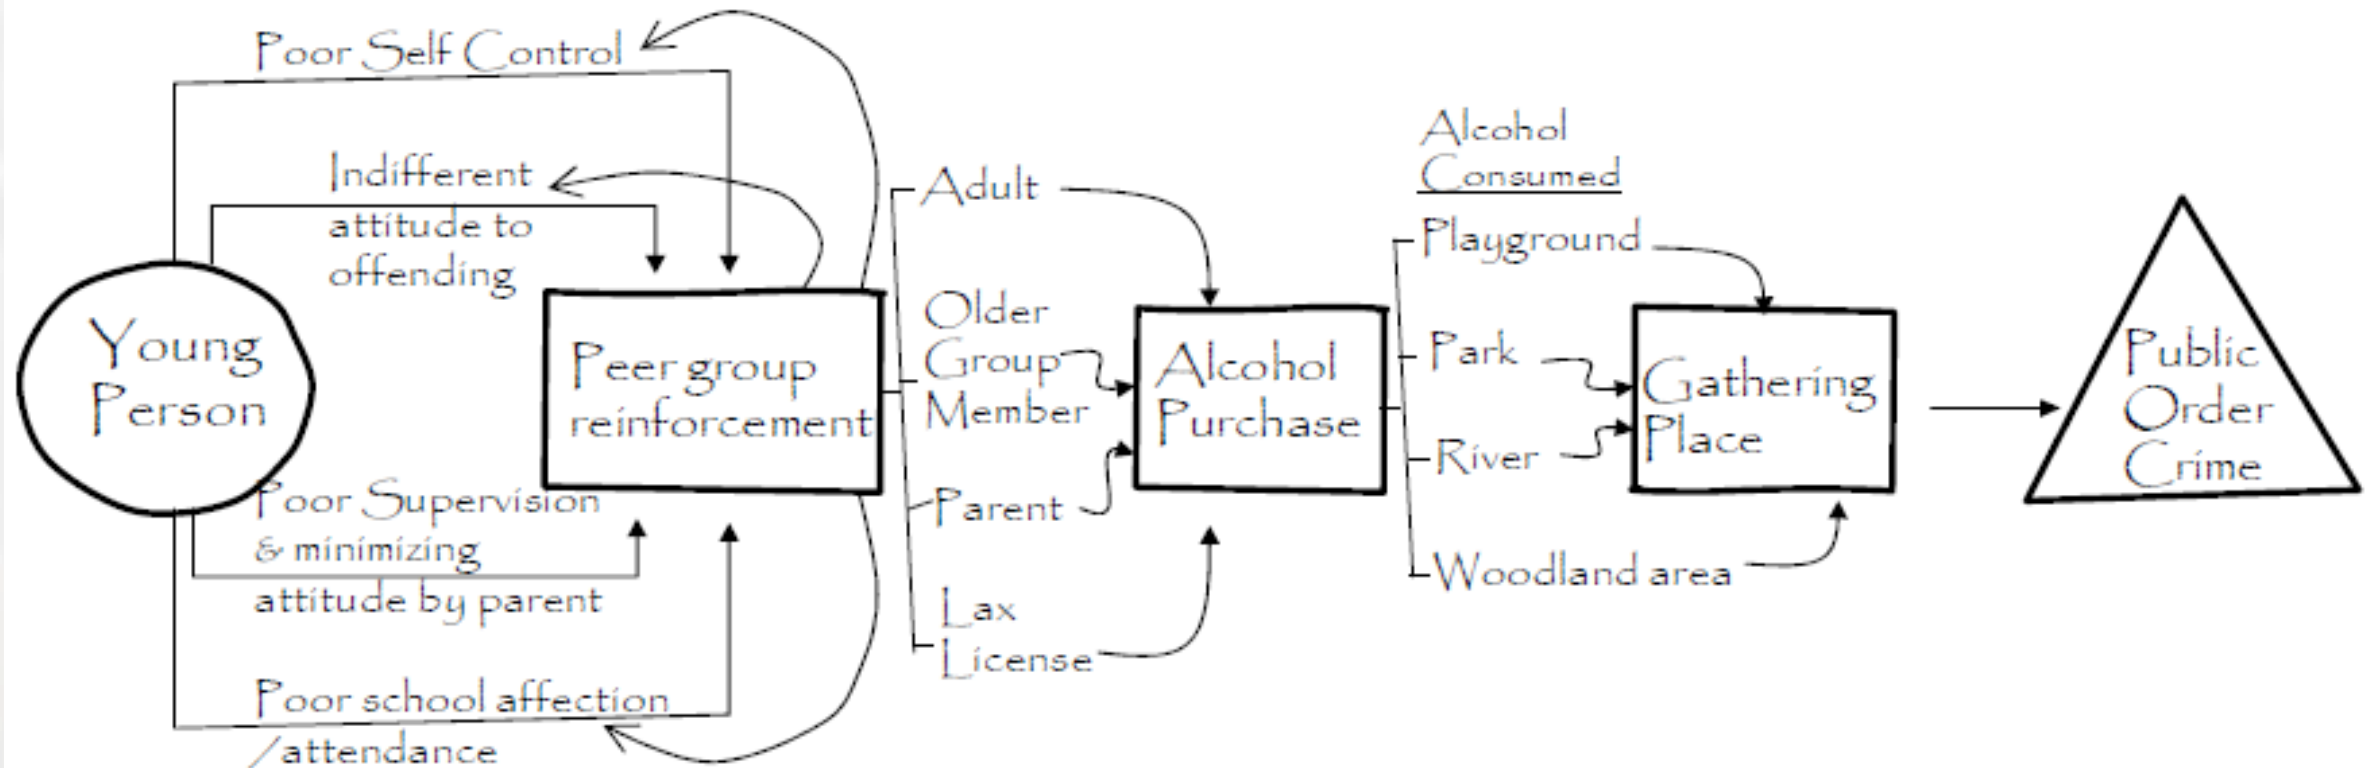 Poor Self Control
Indifferent
attitude to
offending
Young
Person
Poor Supervision
& minimizing
attitude by parent
Poor school affection
/attendance
Peer group
reinforcement
Adult
Older
Group
Member
Parent
Lax
License
Alcohol
Purchase
Alcohol
Consumed
Playground
Park
River
Woodland area
Gathering
Place
Public
Order
Crime